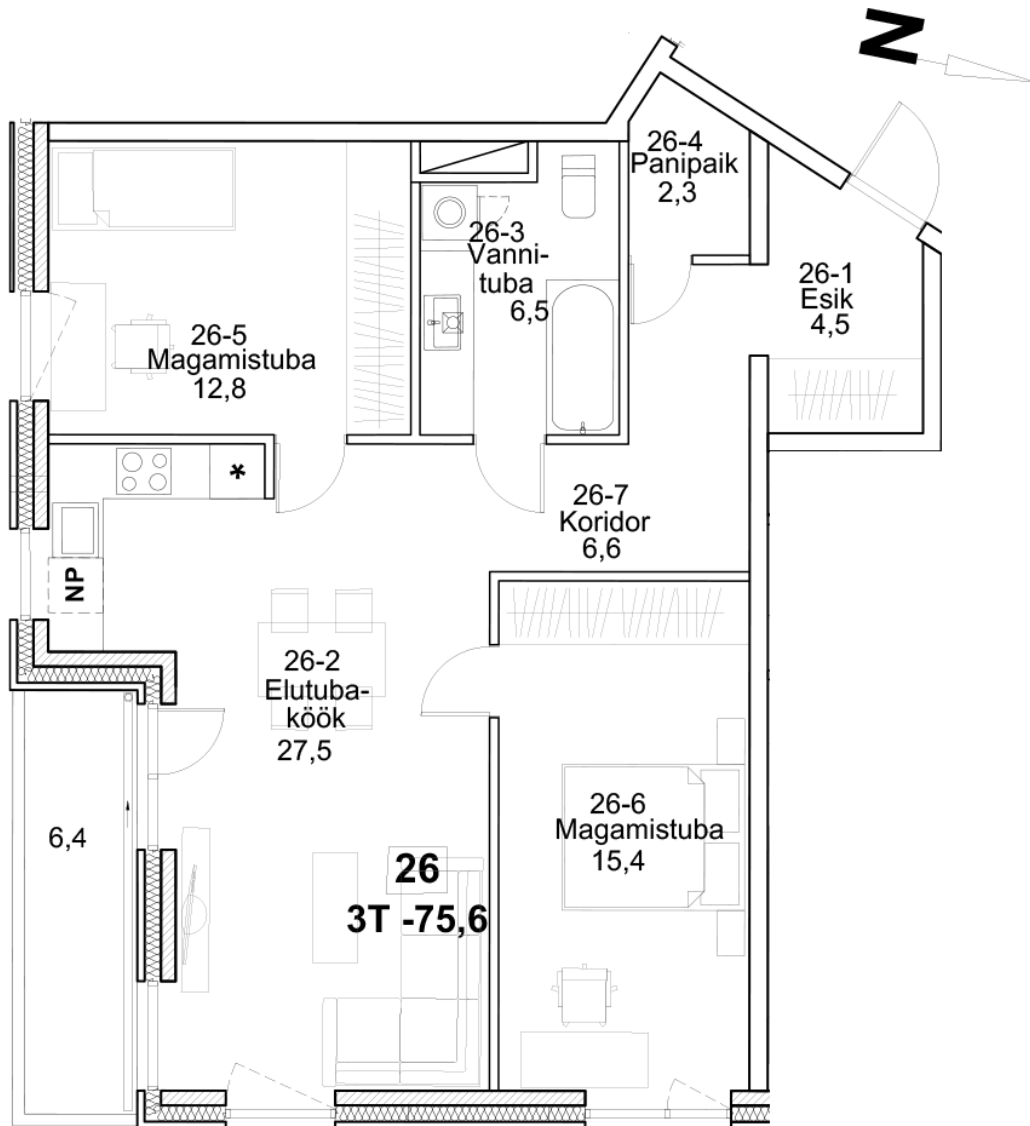 N
26-4
Panipaik
2,3
26-3
Vanni-
tuba
6,5
26-1
Esik
4,5
26-5
Magamistuba
12,8
*
26-7
Koridor
6,6
NP
26-2
Elutuba-
köök
27,5
6,4
26-6
Magamistuba
15,4
26
3T -75,6